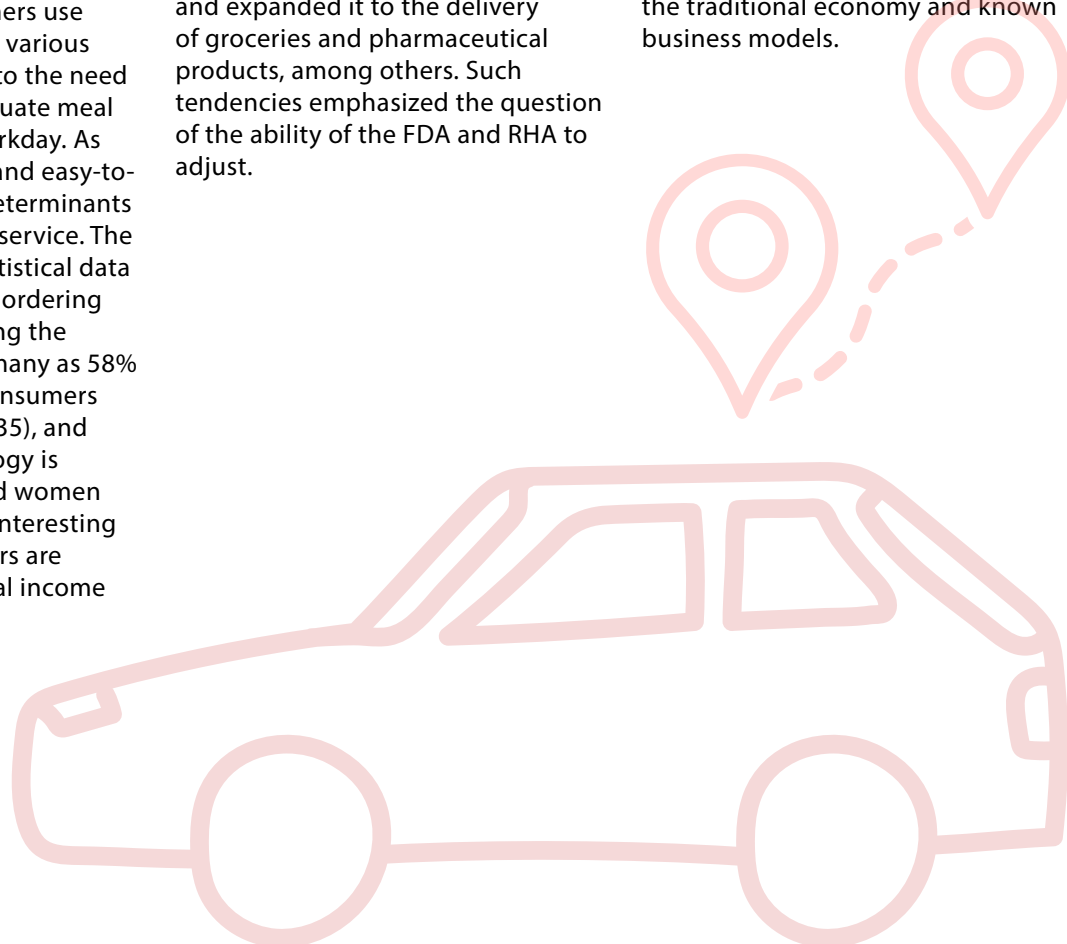 ers use
various
to the need
uate meal
rkday. As
and easy-to-
eterminants
service. The
tistical data
ordering
ng the
many as 58%
nsumers
35), and
ogy is
d women
interesting
rs are
al income
and expanded it to the delivery
of groceries and pharmaceutical
products, among others. Such
tendencies emphasized the question
of the ability of the FDA and RHA to
adjust.
the traditional economy and known
business models.